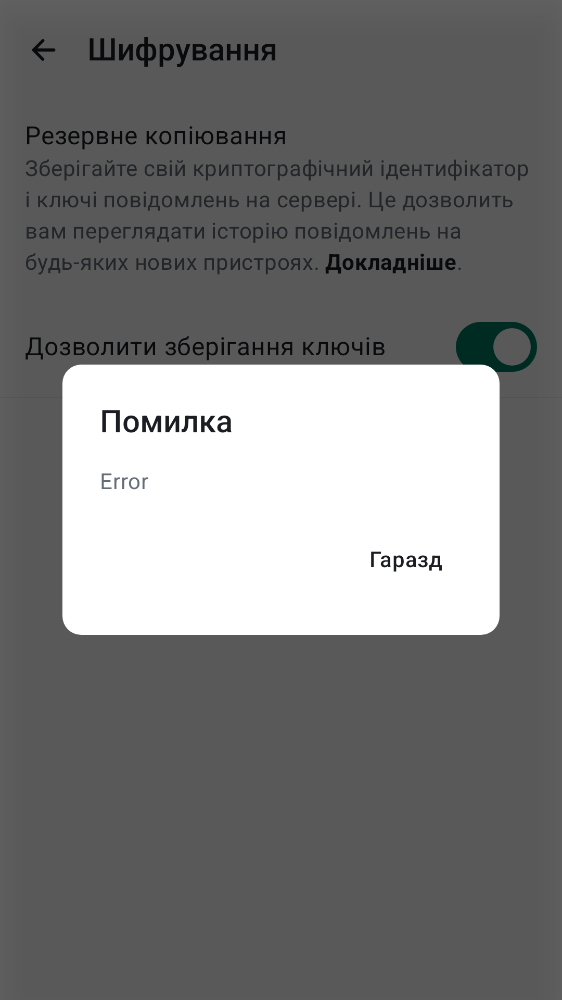 Шифрування
Резервне копіювання
Зберігайте свій криптографічний ідентифікатор
і ключі повідомлень на сервері. Це дозволить
вам переглядати історію повідомлень на
будь-яких нових пристроях. Докладніше.
Дозволити зберігання ключів
Помилка
Error
Гаразд